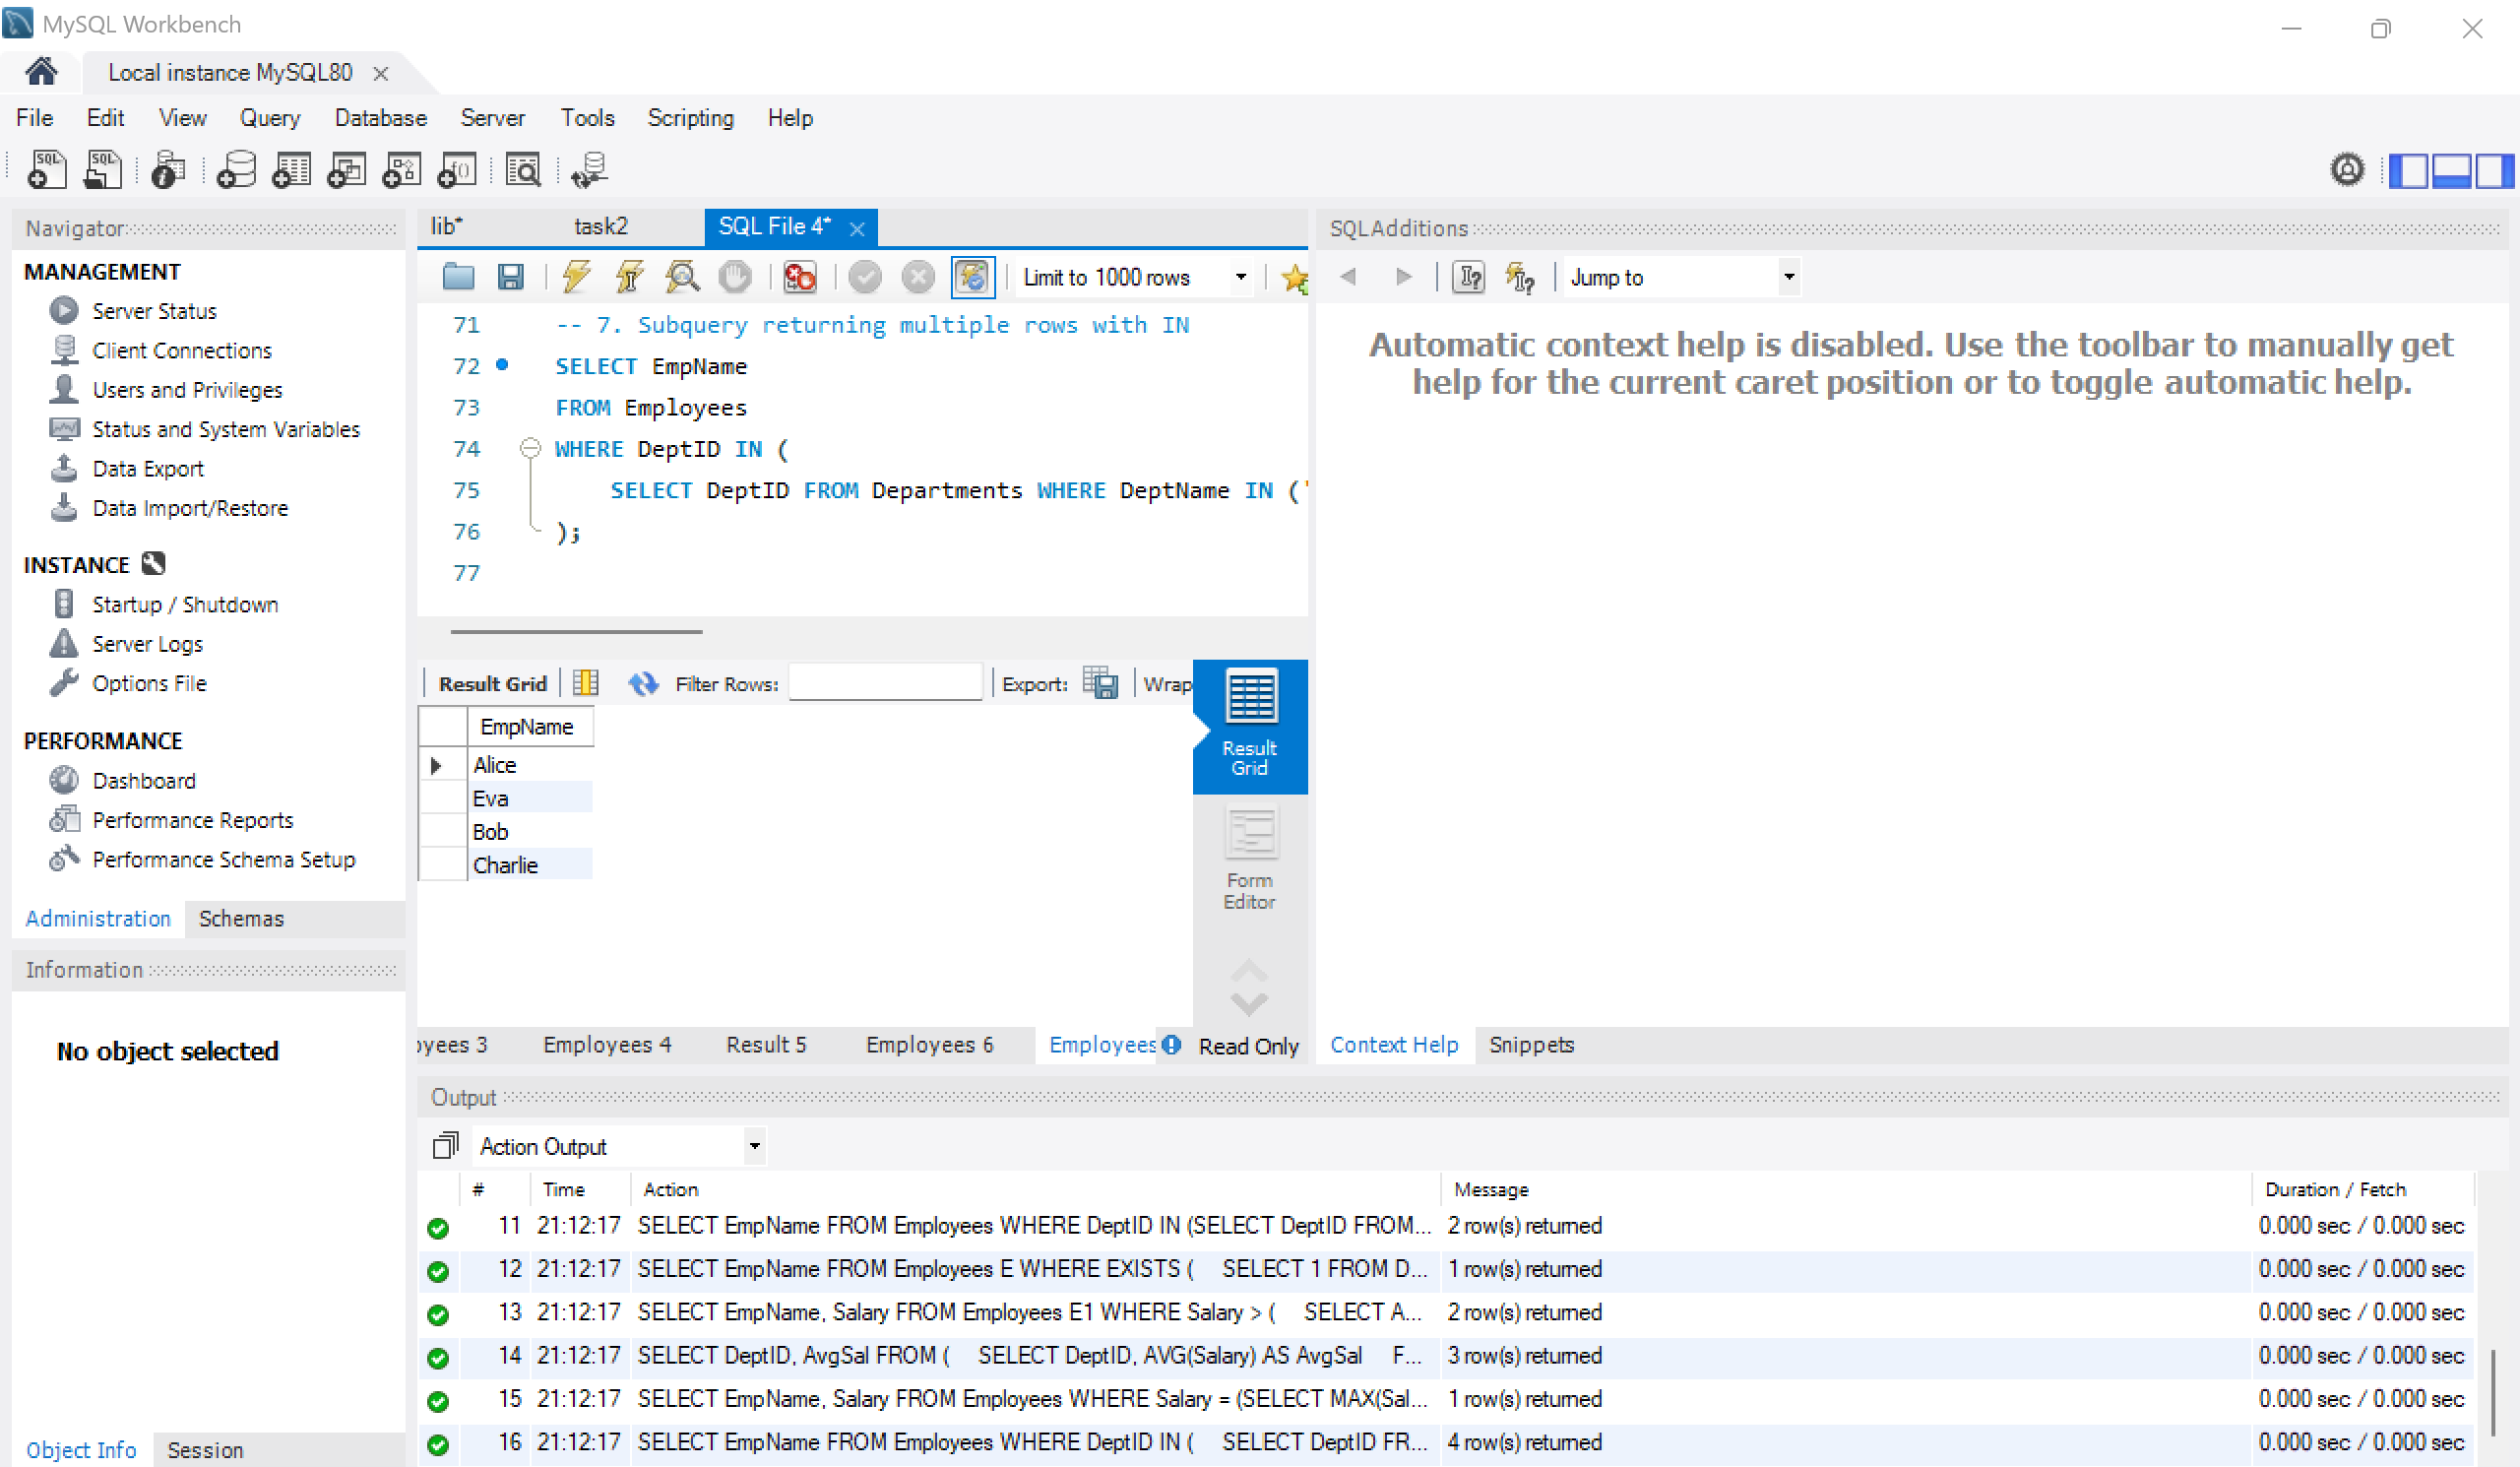 MySQL Workbench
Local instance MySQL80
File Edit View Query Database Server Tools Scripting Help
Navigator
MANAGEMENT
Server Status
Client Connections
Users and Privileges
Status and System Variables
Data Export
Data Import/Restore
INSTANCE
Startup / Shutdown
Server Logs
Options File
PERFORMANCE
Dashboard
Performance Reports
Performance Schema Setup
Administration Schemas
Information
No object selected
Object Info Session
lib* task2 SQL File 4*
Limit to 1000 rows
71 -- 7. Subquery returning multiple rows with IN
72 SELECT EmpName
73 FROM Employees
74 WHERE DeptID IN (
75 SELECT DeptID FROM Departments WHERE DeptName IN ('
76 );
77
Result Grid Filter Rows: Export: Wrap
EmpName
Alice
Eva
Bob
Charlie
Result
Grid
Form
Editor
oyees 3 Employees 4 Result 5 Employees 6 Employees Read Only
SQLAdditions
Jump to
Automatic context help is disabled. Use the toolbar to manually get
help for the current caret position or to toggle automatic help.
Context Help Snippets
Output
Action Output
# Time Action Message Duration / Fetch
11 21:12:17 SELECT EmpName FROM Employees WHERE DeptID IN (SELECT DeptID FROM... 2 row(s) returned 0.000 sec / 0.000 sec
12 21:12:17 SELECT EmpName FROM Employees E WHERE EXISTS ( SELECT 1 FROM D... 1 row(s) returned 0.000 sec / 0.000 sec
13 21:12:17 SELECT EmpName, Salary FROM Employees E1 WHERE Salary > ( SELECT A... 2 row(s) returned 0.000 sec / 0.000 sec
14 21:12:17 SELECT DeptID, AvgSal FROM ( SELECT DeptID, AVG(Salary) AS AvgSal F... 3 row(s) returned 0.000 sec / 0.000 sec
15 21:12:17 SELECT EmpName, Salary FROM Employees WHERE Salary = (SELECT MAX(Sal... 1 row(s) returned 0.000 sec / 0.000 sec
16 21:12:17 SELECT EmpName FROM Employees WHERE DeptID IN ( SELECT DeptID FR... 4 row(s) returned 0.000 sec / 0.000 sec